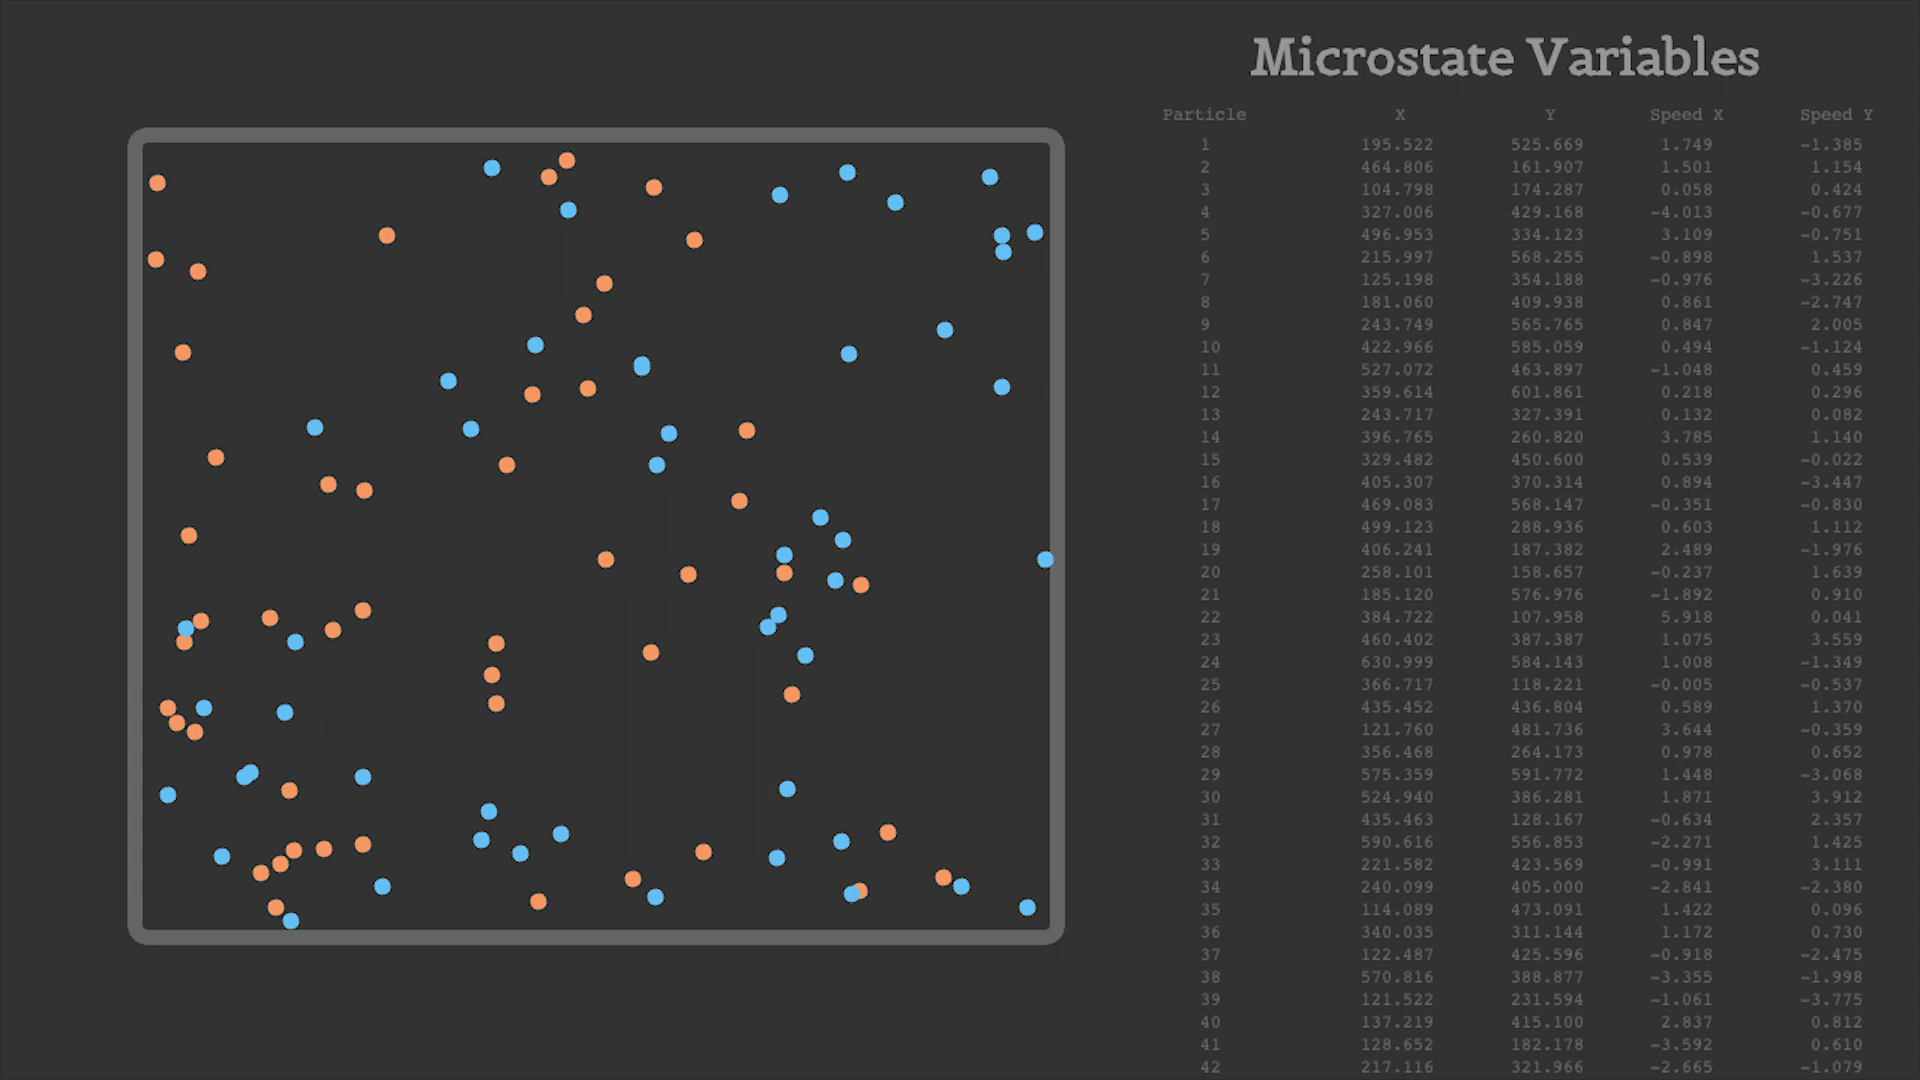 Microstate Variables
Particle X Y Speed X Speed Y
1 195.522 525.669 1.749 -1.385
2 464.806 161.907 1.501 1.154
3 104.798 174.287 0.058 0.424
4 327.006 429.168 -4.013 -0.677
5 496.953 334.123 3.109 -0.751
6 215.997 568.255 -0.898 1.537
7 125.198 354.188 -0.976 -3.226
8 181.060 409.938 0.861 -2.747
9 243.749 565.765 0.847 2.005
10 422.966 585.059 0.494 -1.124
11 527.072 463.897 -1.048 0.459
12 359.614 601.861 0.218 0.296
13 243.717 327.391 0.132 0.082
14 396.765 260.820 3.785 1.140
15 329.482 450.600 0.539 -0.022
16 405.307 370.314 0.894 -3.447
17 469.083 568.147 -0.351 -0.830
18 499.123 288.936 0.603 1.112
19 406.241 187.382 2.489 -1.976
20 258.101 158.657 -0.237 1.639
21 185.120 576.976 -1.892 0.910
22 384.722 107.958 5.918 0.041
23 460.402 387.387 1.075 3.559
24 630.999 584.143 1.008 -1.349
25 366.717 118.221 -0.005 -0.537
26 435.452 436.804 0.589 1.370
27 121.760 481.736 3.644 -0.359
28 356.468 264.173 0.978 0.652
29 575.359 591.772 1.448 -3.068
30 524.940 386.281 1.871 3.912
31 435.463 128.167 -0.634 2.357
32 590.616 556.853 -2.271 1.425
33 221.582 423.569 -0.991 3.111
34 240.099 405.000 -2.841 -2.380
35 114.089 473.091 1.422 0.096
36 340.035 311.144 1.172 0.730
37 122.487 425.596 -0.918 -2.475
38 570.816 388.877 -3.355 -1.998
39 121.522 231.594 -1.061 -3.775
40 137.219 415.100 2.837 0.812
41 128.652 182.178 -3.592 0.610
42 217.116 321.966 -2.665 -1.079